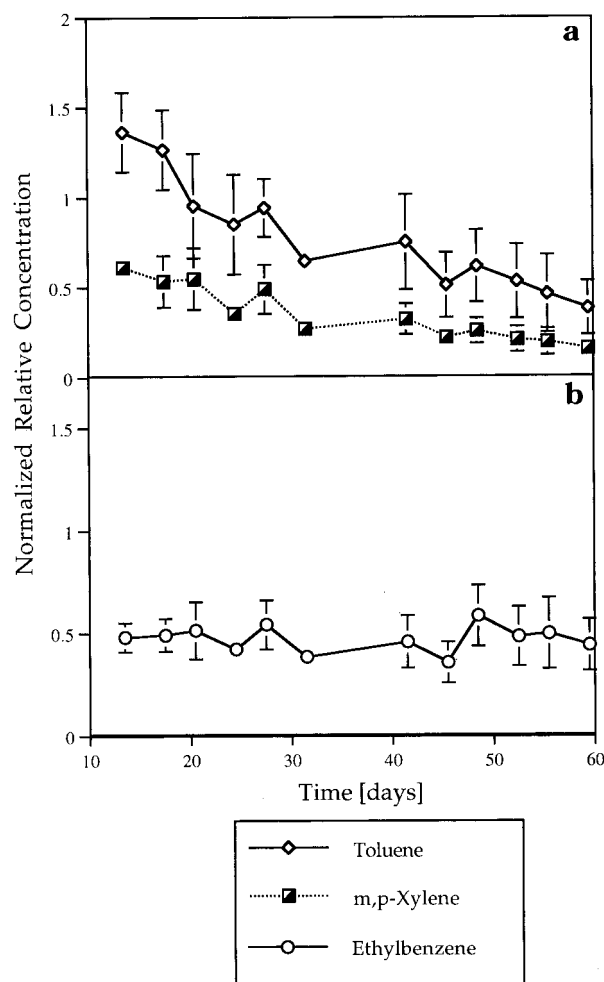 2
a
1.5
1
0.5
0
b
1.5
1
0.5
0
10
20
30
40
50
60
Normalized Relative Concentration
Time [days]
Toluene
m,p-Xylene
Ethylbenzene